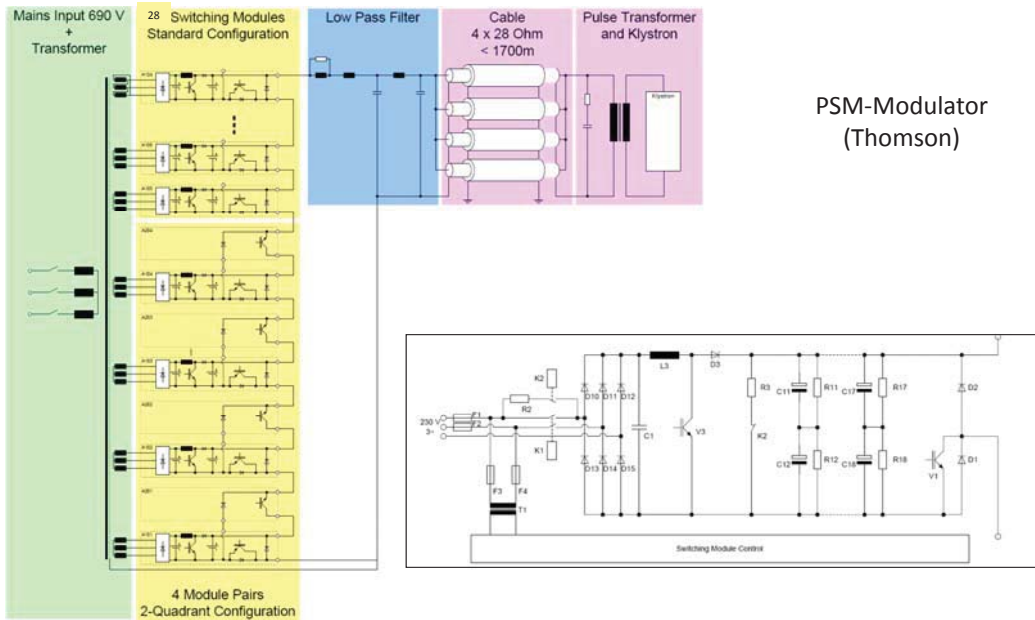 Mains Input 690 V
+
Transformer
28 Switching Modules
Standard Configuration
Low Pass Filter
Cable
4 x 28 Ohm
< 1700m
Pulse Transformer
and Klystron
Klystron
PSM-Modulator
(Thomson)
4 Module Pairs
2-Quadrant Configuration
K2
L3
D3
D10
D11
D12
R2
F1
F2
230 V
3~
C1
V3
R3
K2
C11
R11
C17
R17
D2
K1
D13
D14
D15
C12
R12
C18
R18
V1
D1
F3
F4
T1
Switching Module Control